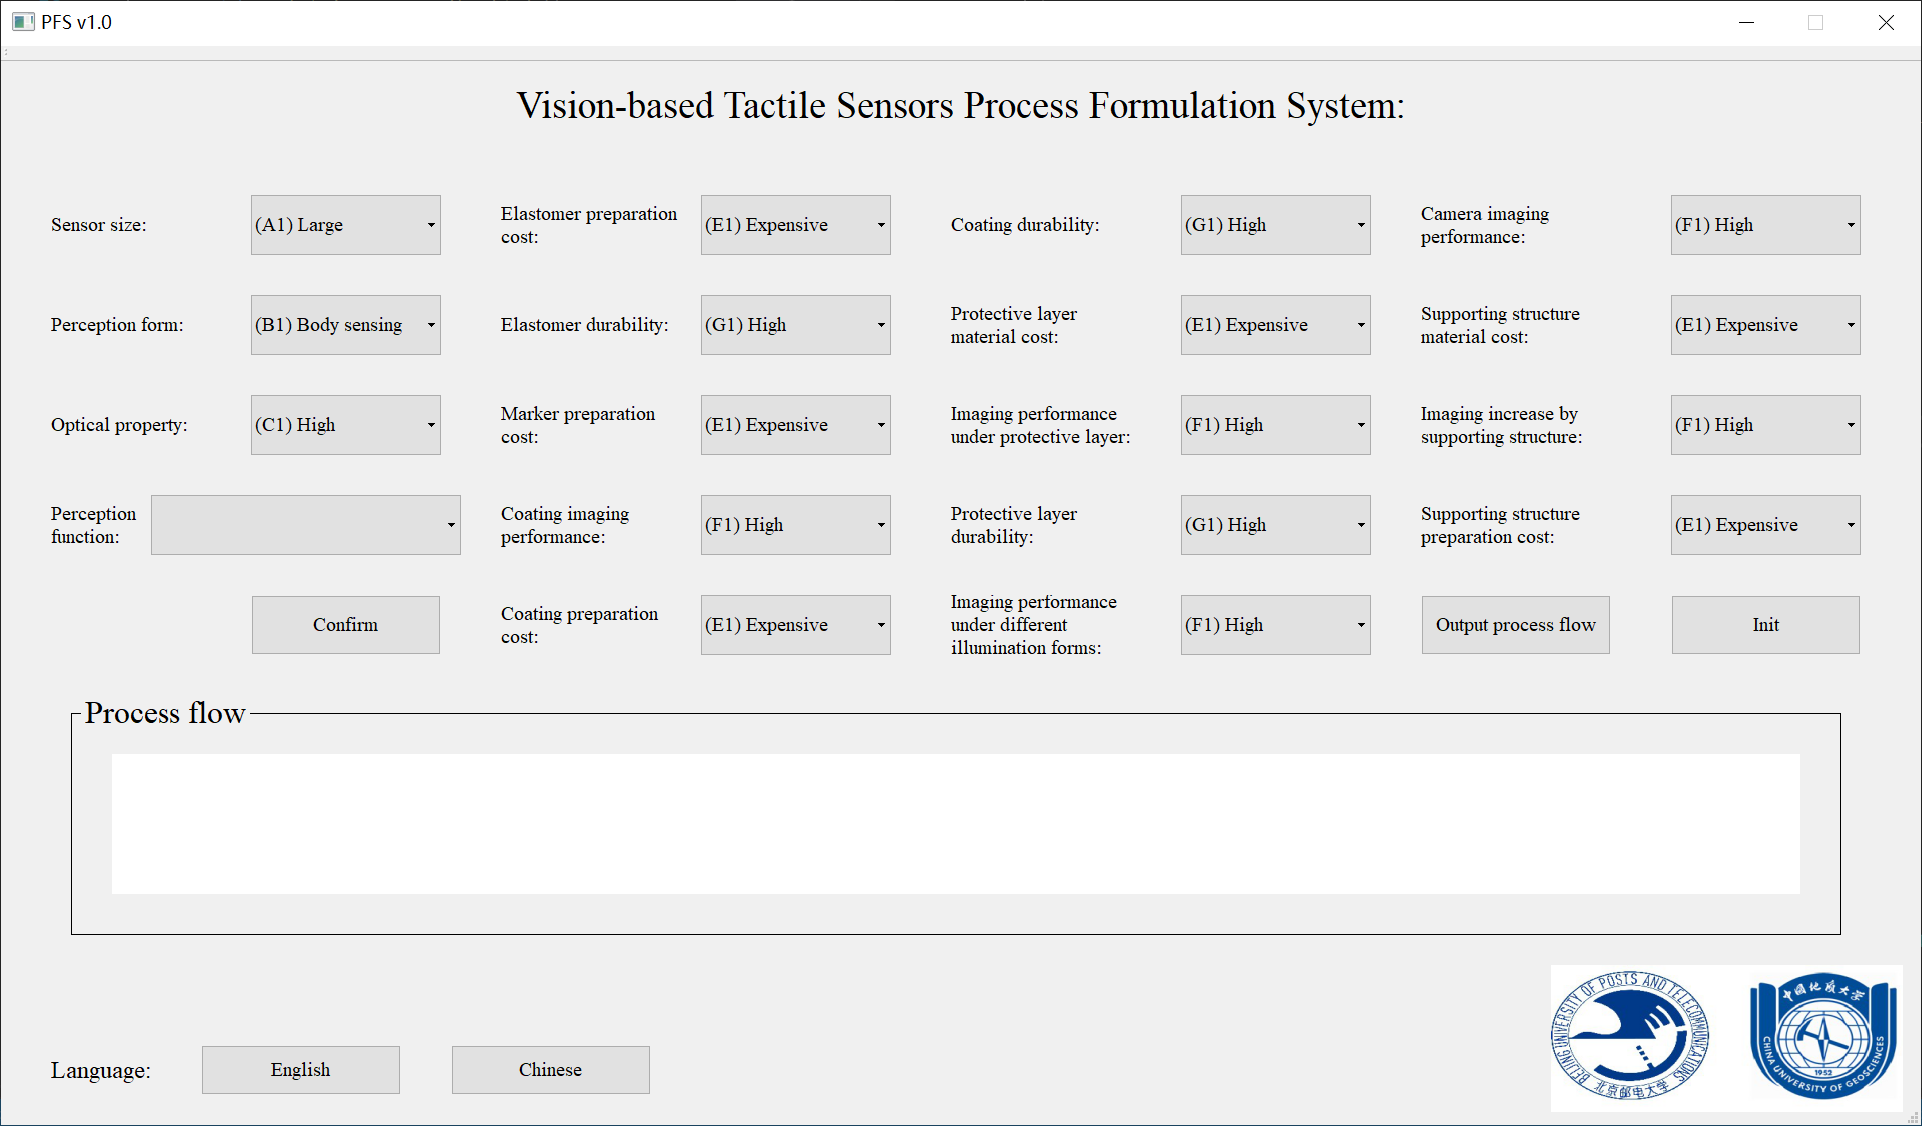 PFS v1.0
Vision-based Tactile Sensors Process Formulation System:
Sensor size:
(A1) Large
Elastomer preparation
cost:
(E1) Expensive
Coating durability:
(G1) High
Camera imaging
performance:
(F1) High
Perception form:
(B1) Body sensing
Elastomer durability:
(G1) High
Protective layer
material cost:
(E1) Expensive
Supporting structure
material cost:
(E1) Expensive
Optical property:
(C1) High
Marker preparation
cost:
(E1) Expensive
Imaging performance
under protective layer:
(F1) High
Imaging increase by
supporting structure:
(F1) High
Perception
function:
Coating imaging
performance:
(F1) High
Protective layer
durability:
(G1) High
Supporting structure
preparation cost:
(E1) Expensive
Confirm
Coating preparation
cost:
(E1) Expensive
Imaging performance
under different
illumination forms:
(F1) High
Output process flow
Init
Process flow
Language:
English
Chinese
BEIJING UNIVERSITY OF POSTS AND TELECOMMUNICATIONS
北京邮电大学
中国地质大学
1952
CHINA UNIVERSITY OF GEOSCIENCES